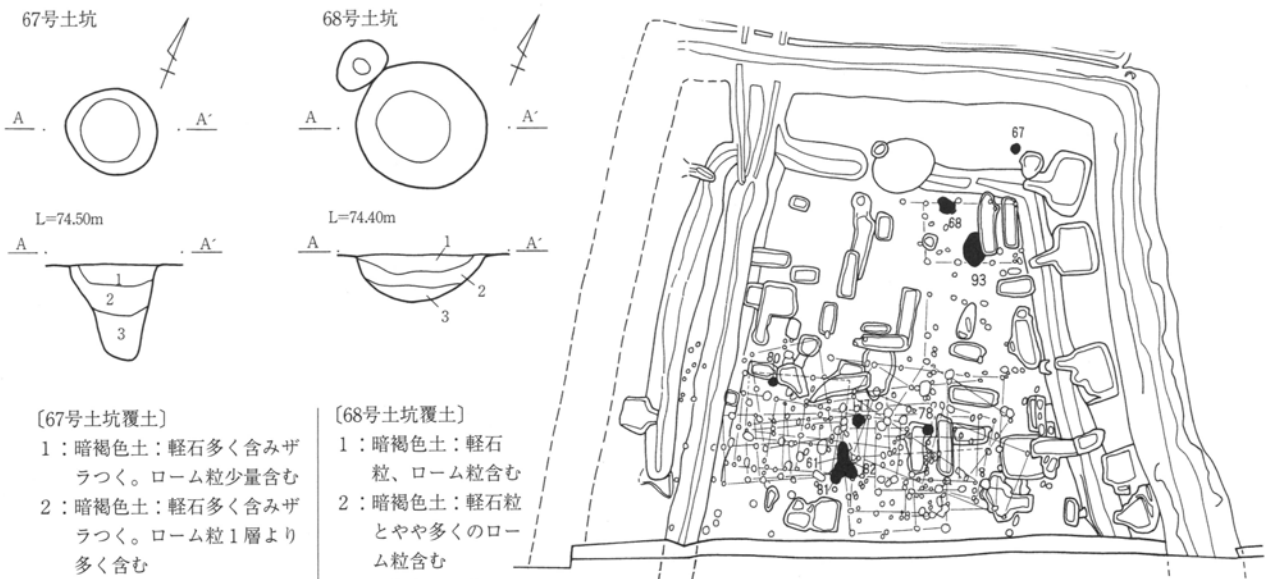 67号土坑
A
A´
L=74.50m
A
A´
1
2
3
〔67号土坑覆土〕
1：暗褐色土：軽石多く含みザ
ラつく。ローム粒少量含む
2：暗褐色土：軽石多く含みザ
ラつく。ローム粒1層より
多く含む
68号土坑
A
A´
L=74.40m
A
A´
1
2
3
〔68号土坑覆土〕
1：暗褐色土：軽石
粒、ローム粒含む
2：暗褐色土：軽石粒
とやや多くのロー
ム粒含む
67
68
93
80
78
61
82
81